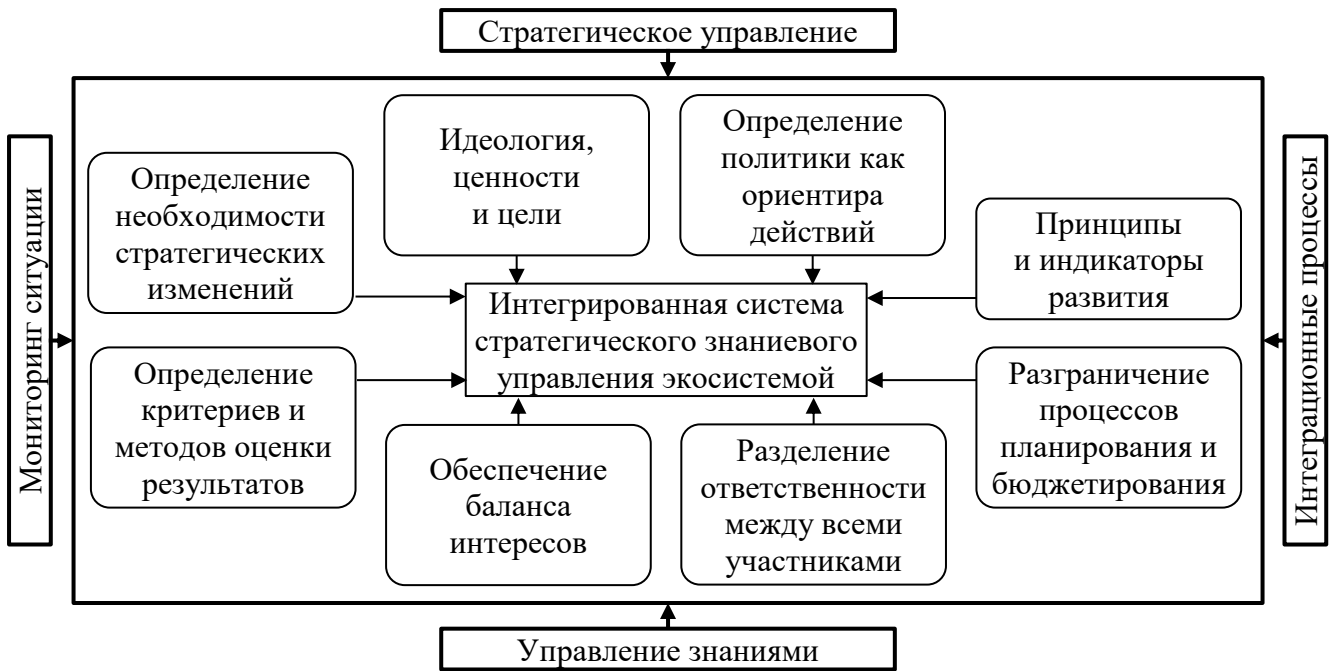 Стратегическое управление
Мониторинг ситуации
Определение
необходимости
стратегических
изменений
Идеология,
ценности
и цели
Определение
политики как
ориентира
действий
Принципы
и индикаторы
развития
Интеграционные процессы
Интегрированная система
стратегического знаниевого
управления экосистемой
Определение
критериев и
методов оценки
результатов
Обеспечение
баланса
интересов
Разделение
ответственности
между всеми
участниками
Разграничение
процессов
планирования и
бюджетирования
Управление знаниями